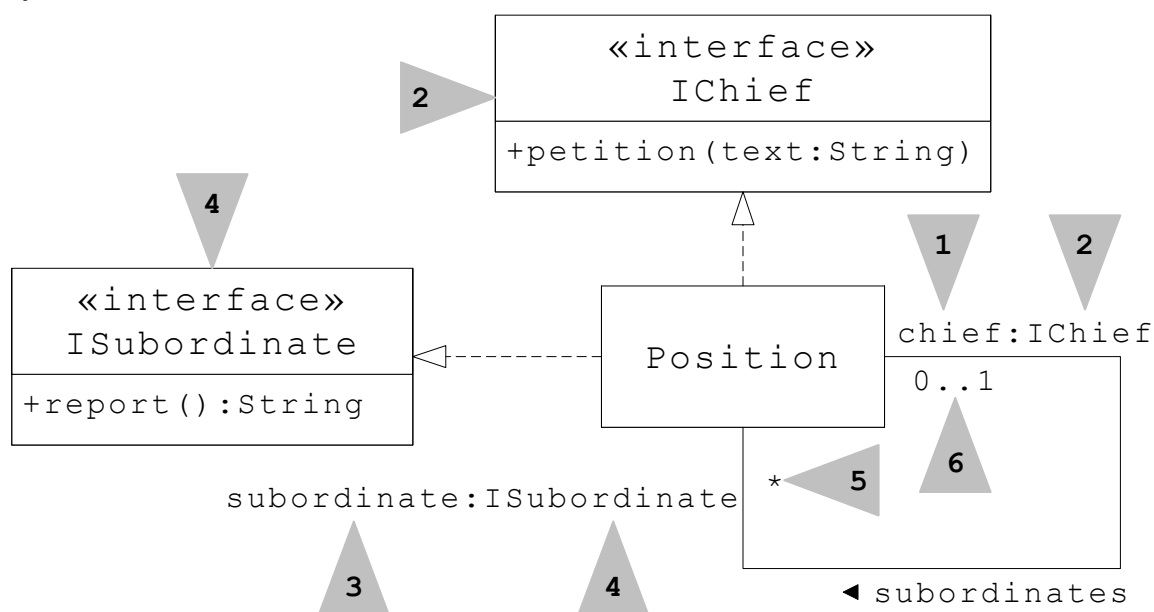 «interface»
IChief
2
+petition(text:String)
4
1
2
«interface»
ISubordinate
+report():String
Position
chief:IChief
0..1
6
*
5
subordinate:ISubordinate
3
4
◄ subordinates